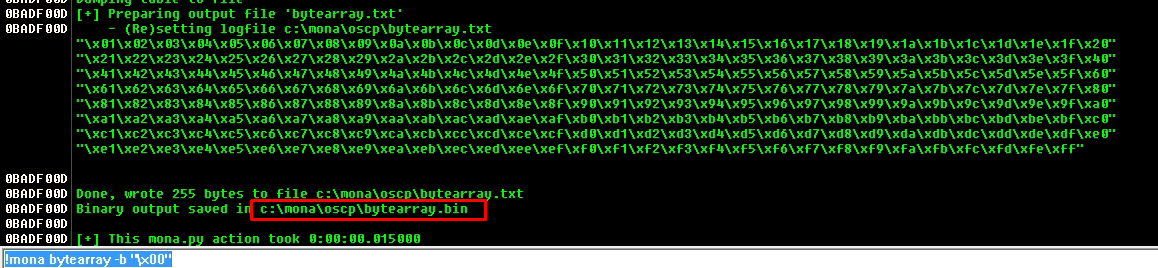 0BADF00D [+] Preparing output file 'bytearray.txt'
0BADF00D - (Re)setting logfile c:\mona\oscp\bytearray.txt
"\x01\x02\x03\x04\x05\x06\x07\x08\x09\x0a\x0b\x0c\x0d\x0e\x0f\x10\x11\x12\x13\x14\x15\x16\x17\x18\x19\x1a\x1b\x1c\x1d\x1e\x1f\x20"
"\x21\x22\x23\x24\x25\x26\x27\x28\x29\x2a\x2b\x2c\x2d\x2e\x2f\x30\x31\x32\x33\x34\x35\x36\x37\x38\x39\x3a\x3b\x3c\x3d\x3e\x3f\x40"
"\x41\x42\x43\x44\x45\x46\x47\x48\x49\x4a\x4b\x4c\x4d\x4e\x4f\x50\x51\x52\x53\x54\x55\x56\x57\x58\x59\x5a\x5b\x5c\x5d\x5e\x5f\x60"
"\x61\x62\x63\x64\x65\x66\x67\x68\x69\x6a\x6b\x6c\x6d\x6e\x6f\x70\x71\x72\x73\x74\x75\x76\x77\x78\x79\x7a\x7b\x7c\x7d\x7e\x7f\x80"
"\x81\x82\x83\x84\x85\x86\x87\x88\x89\x8a\x8b\x8c\x8d\x8e\x8f\x90\x91\x92\x93\x94\x95\x96\x97\x98\x99\x9a\x9b\x9c\x9d\x9e\x9f\xa0"
"\xa1\xa2\xa3\xa4\xa5\xa6\xa7\xa8\xa9\xaa\xab\xac\xad\xae\xaf\xb0\xb1\xb2\xb3\xb4\xb5\xb6\xb7\xb8\xb9\xba\xbb\xbc\xbd\xbe\xbf\xc0"
"\xc1\xc2\xc3\xc4\xc5\xc6\xc7\xc8\xc9\xca\xcb\xcc\xcd\xce\xcf\xd0\xd1\xd2\xd3\xd4\xd5\xd6\xd7\xd8\xd9\xda\xdb\xdc\xdd\xde\xdf\xe0"
"\xe1\xe2\xe3\xe4\xe5\xe6\xe7\xe8\xe9\xea\xeb\xec\xed\xee\xef\xf0\xf1\xf2\xf3\xf4\xf5\xf6\xf7\xf8\xf9\xfa\xfb\xfc\xfd\xfe\xff"
0BADF00D
0BADF00D Done, wrote 255 bytes to file c:\mona\oscp\bytearray.txt
0BADF00D Binary output saved in c:\mona\oscp\bytearray.bin
0BADF00D
0BADF00D [+] This mona.py action took 0:00:00.015000
!mona bytearray -b "\x00"